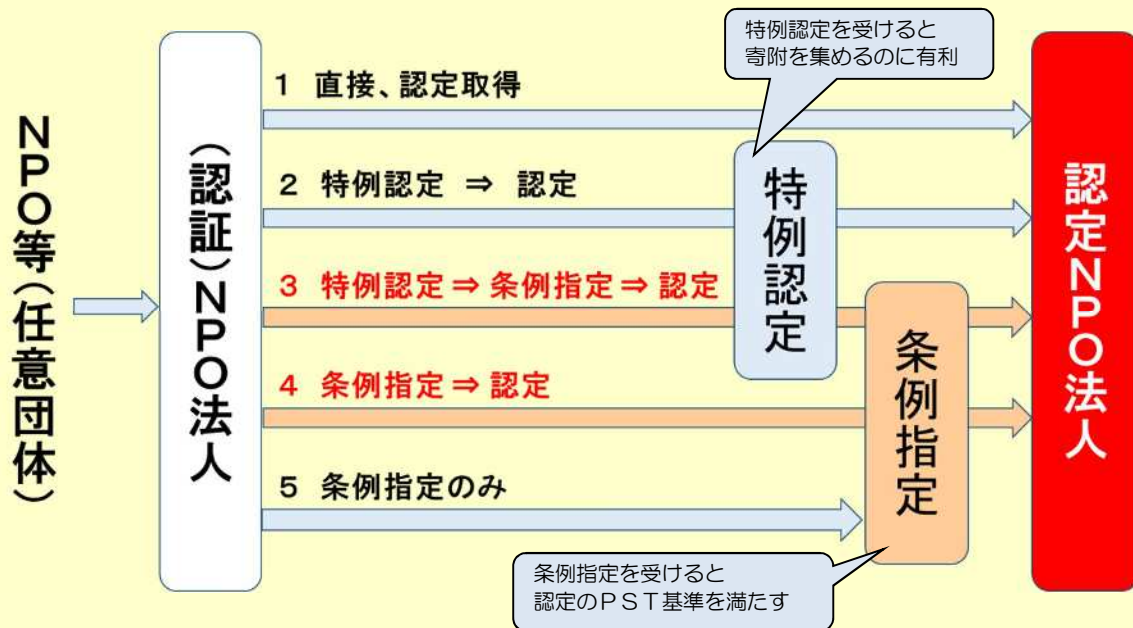 特例認定を受けると
寄附を集めるのに有利
NPO等(任意団体)
(認証)NPO法人
1 直接、認定取得
2 特例認定 ⇒ 認定
3 特例認定⇒条例指定⇒認定
4 条例指定⇒認定
5 条例指定のみ
特例認定
条例指定
認定NPO法人
条例指定を受けると
認定のPST基準を満たす